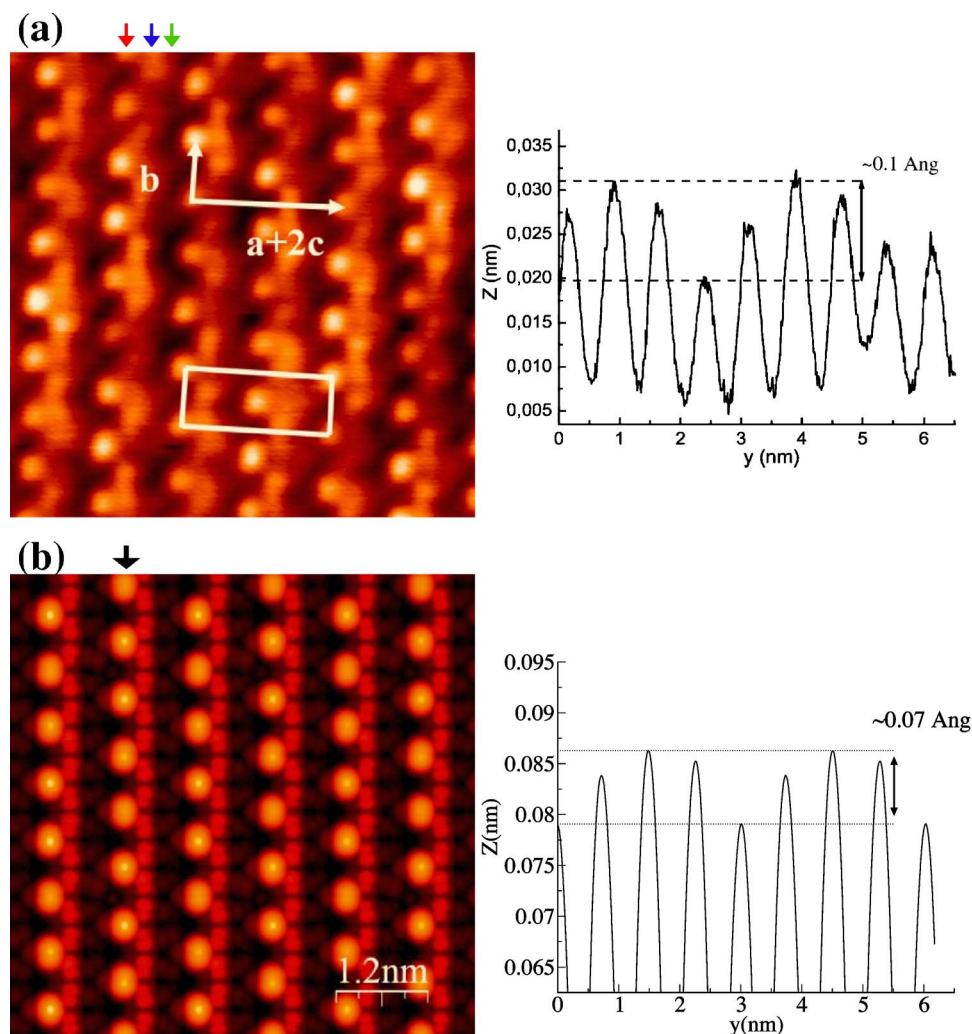 (a)
b
a+2c
0,035
0,030
0,025
0,020
0,015
0,010
0,005
Z (nm)
~0.1 Ang
0 1 2 3 4 5 6
y (nm)
(b)
1.2nm
0.095
0.09
0.085
0.08
0.075
0.07
0.065
Z(nm)
~0.07 Ang
0 1 2 3 4 5 6
y(nm)